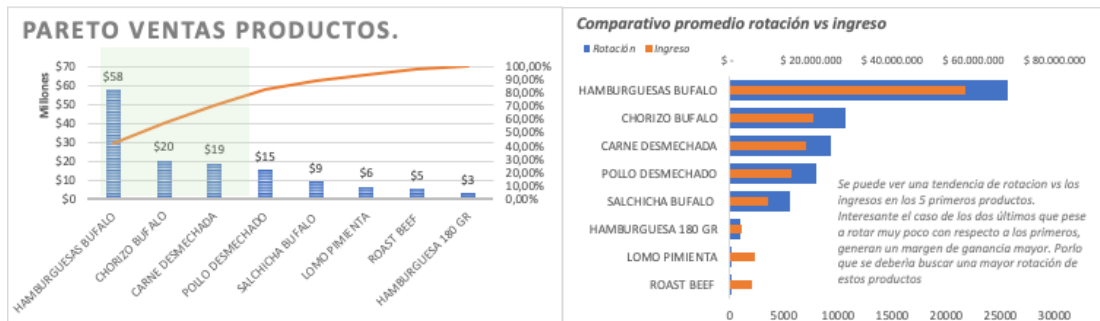 PARETO VENTAS PRODUCTOS.
Millones
$70
$60
$50
$40
$30
$20
$10
$0
$58
$20
$19
$15
$9
$6
$5
$3
100,00%
90,00%
80,00%
70,00%
60,00%
50,00%
40,00%
30,00%
20,00%
10,00%
0,00%
HAMBURGUESAS BUFALO
CHORIZO BUFALO
CARNE DESMECHADA
POLLO DESMECHADO
SALCHICHA BUFALO
LOMO PIMIENTA
ROAST BEEF
HAMBURGUESA 180 GR
Comparativo promedio rotación vs ingreso
Rotación Ingreso
$ - $ 20.000.000 $ 40.000.000 $ 60.000.000 $ 80.000.000
HAMBURGUESAS BUFALO
CHORIZO BUFALO
CARNE DESMECHADA
POLLO DESMECHADO
SALCHICHA BUFALO
HAMBURGUESA 180 GR
LOMO PIMIENTA
ROAST BEEF
Se puede ver una tendencia de rotacion vs los
ingresos en los 5 primeros productos.
Interesante el caso de los dos últimos que pese
a rotar muy poco con respecto a los primeros,
generan un margen de ganancia mayor. Porlo
que se deberia buscar una mayor rotación de
estos productos
0 5000 10000 15000 20000 25000 30000